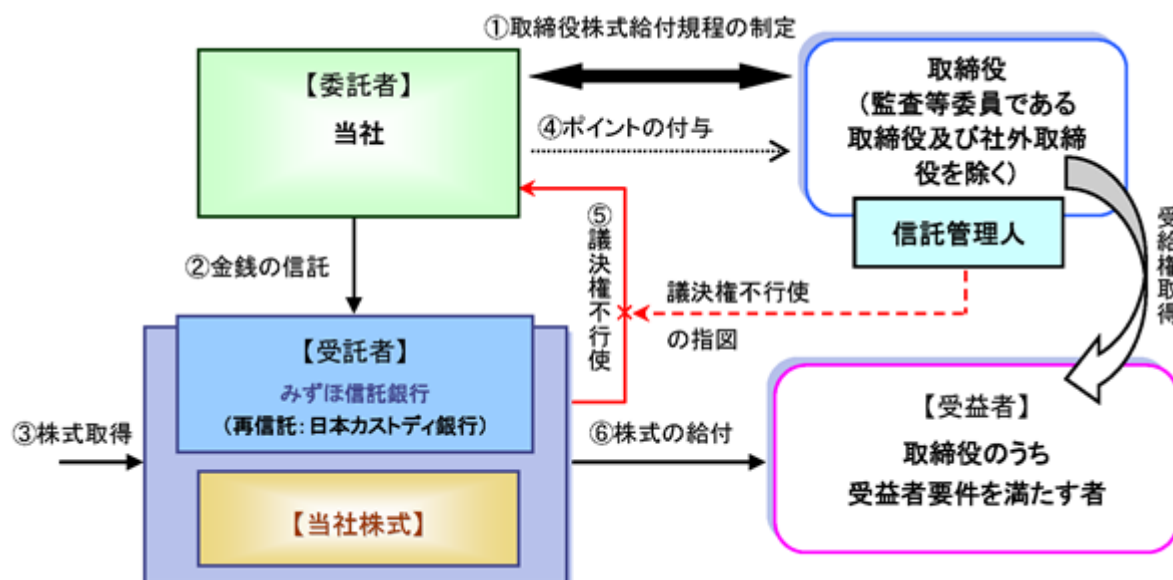 ①取締役株式給付規程の制定
【委託者】
当社
取締役
（監査等委員である
取締役及び社外取締
役を除く）
④ポイントの付与
信託管理人
受給権取得
②金銭の信託
⑤議決権不行使
議決権不行使
の指図
【受託者】
みずほ信託銀行
（再信託：日本カストディ銀行）
③株式取得
⑥株式の給付
【当社株式】
【受益者】
取締役のうち
受益者要件を満たす者